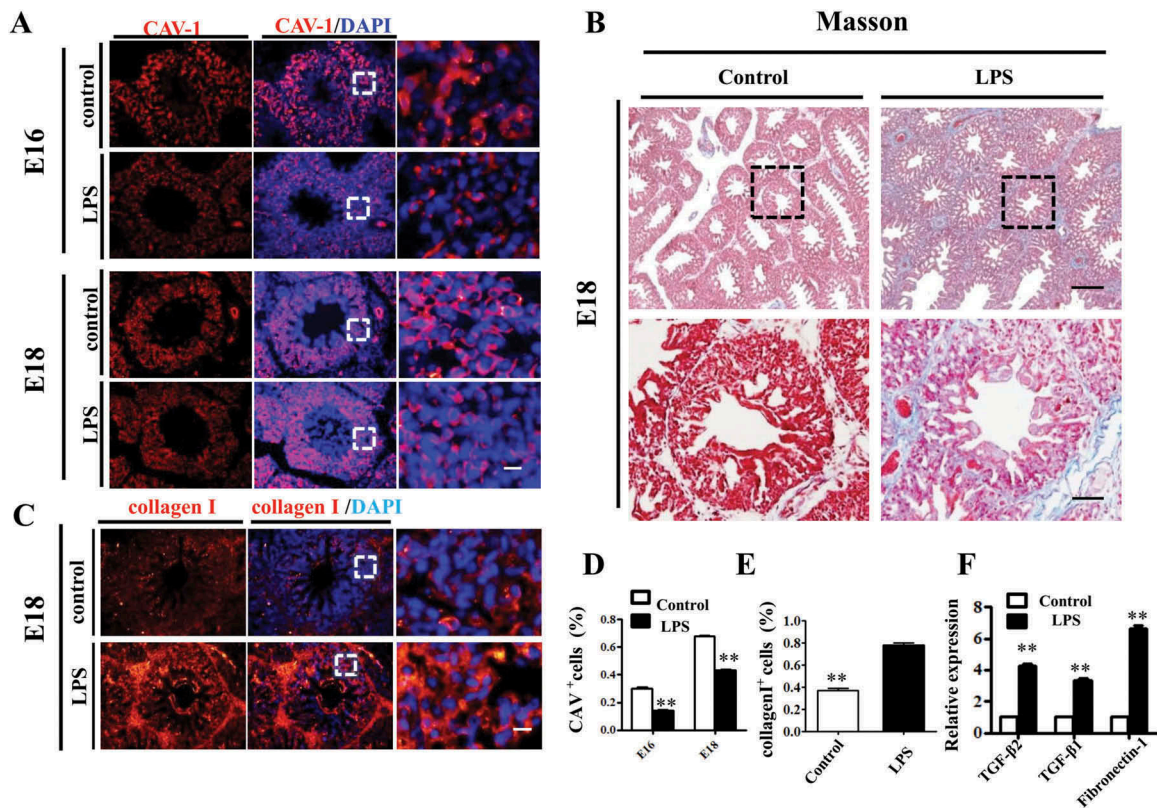 A
CAV-1
CAV-1/DAPI
E16
control
LPS
E18
control
LPS
B
Masson
Control
LPS
E18
C
collagen I
collagen I /DAPI
E18
control
LPS
D
Control
LPS
CAV +cells (%)
0.8
0.6
0.4
0.2
0.0
**
**
E16
E18
E
collagenI+ cells (%)
1.0
0.8
0.6
0.4
0.2
0.0
**
Control
LPS
F
Control
LPS
Relative expression
8
6
4
2
0
**
**
**
TGF-β2
TGF-β1
Fibronectin-1